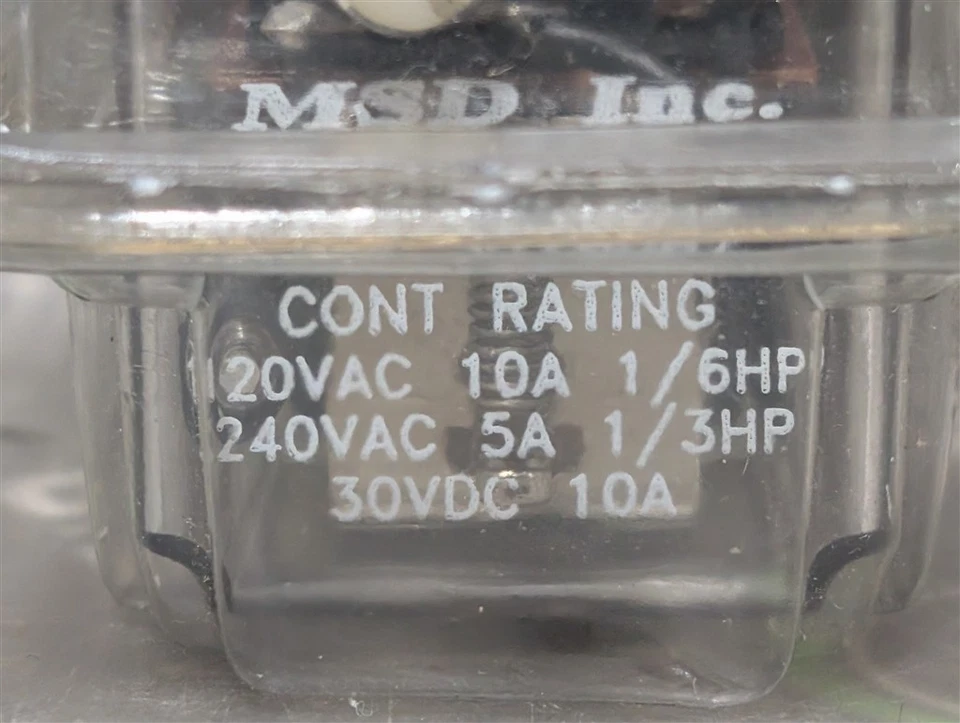 MSD Inc.
CONT RATING
120VAC 10A 1/6HP
240VAC 5A 1/3HP
30VDC 10A